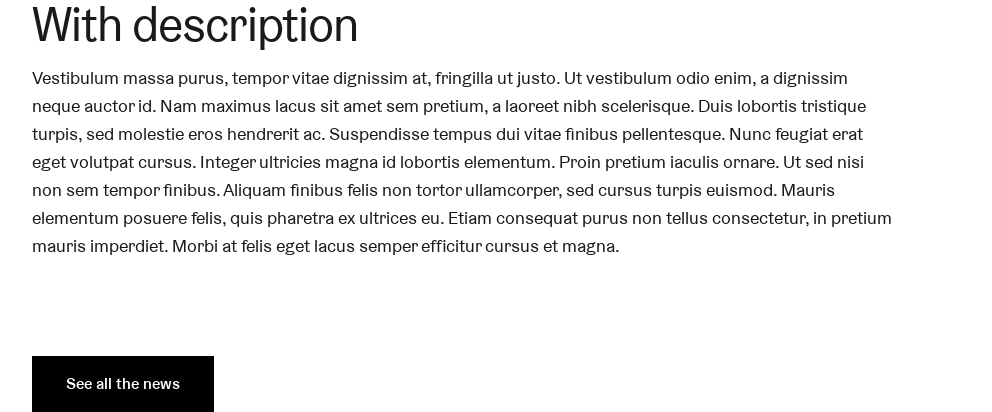 With description
Vestibulum massa purus, tempor vitae dignissim at, fringilla ut justo. Ut vestibulum odio enim, a dignissim
neque auctor id. Nam maximus lacus sit amet sem pretium, a laoreet nibh scelerisque. Duis lobortis tristique
turpis, sed molestie eros hendrerit ac. Suspendisse tempus dui vitae finibus pellentesque. Nunc feugiat erat
eget volutpat cursus. Integer ultricies magna id lobortis elementum. Proin pretium iaculis ornare. Ut sed nisi
non sem tempor finibus. Aliquam finibus felis non tortor ullamcorper, sed cursus turpis euismod. Mauris
elementum posuere felis, quis pharetra ex ultrices eu. Etiam consequat purus non tellus consectetur, in pretium
mauris imperdiet. Morbi at felis eget lacus semper efficitur cursus et magna.
See all the news